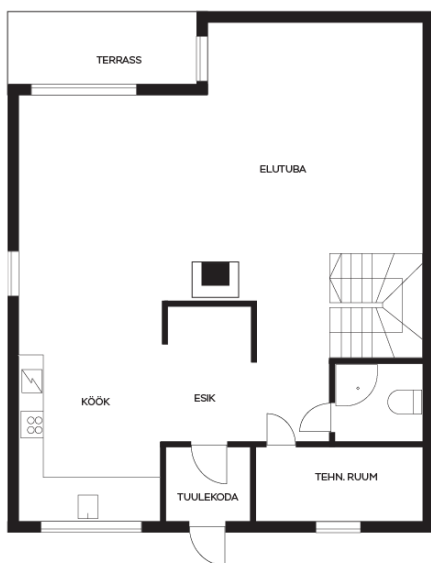 TERRASS
ELUTUBA
KÖÖK
ESIK
TUULEKODA
TEHN. RUUM